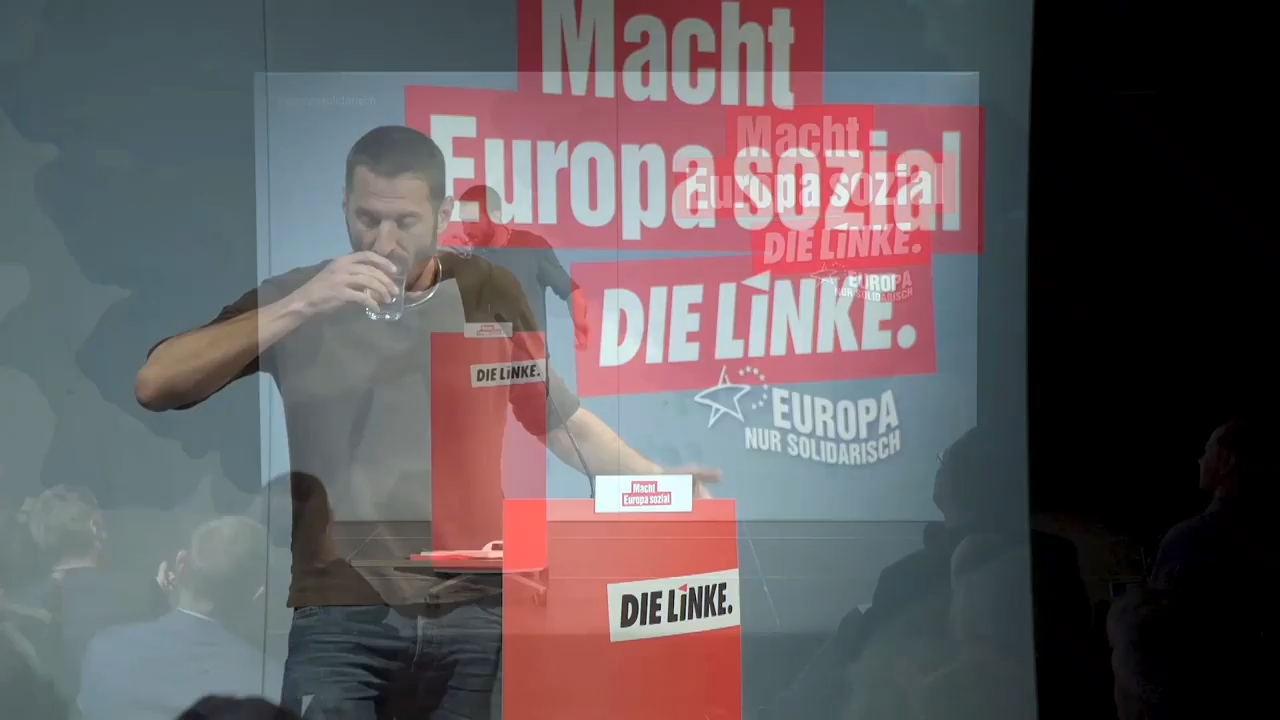 Macht
Europa sozial
DIE LiNKE.
EUROPA
NUR SOLIDARISCH
Macht
Europa sozial
DIE LiNKE.
EUROPA
NUR SOLIDARISCH
DIE LiNKE.
Macht
Europa sozial
DIE LiNKE.